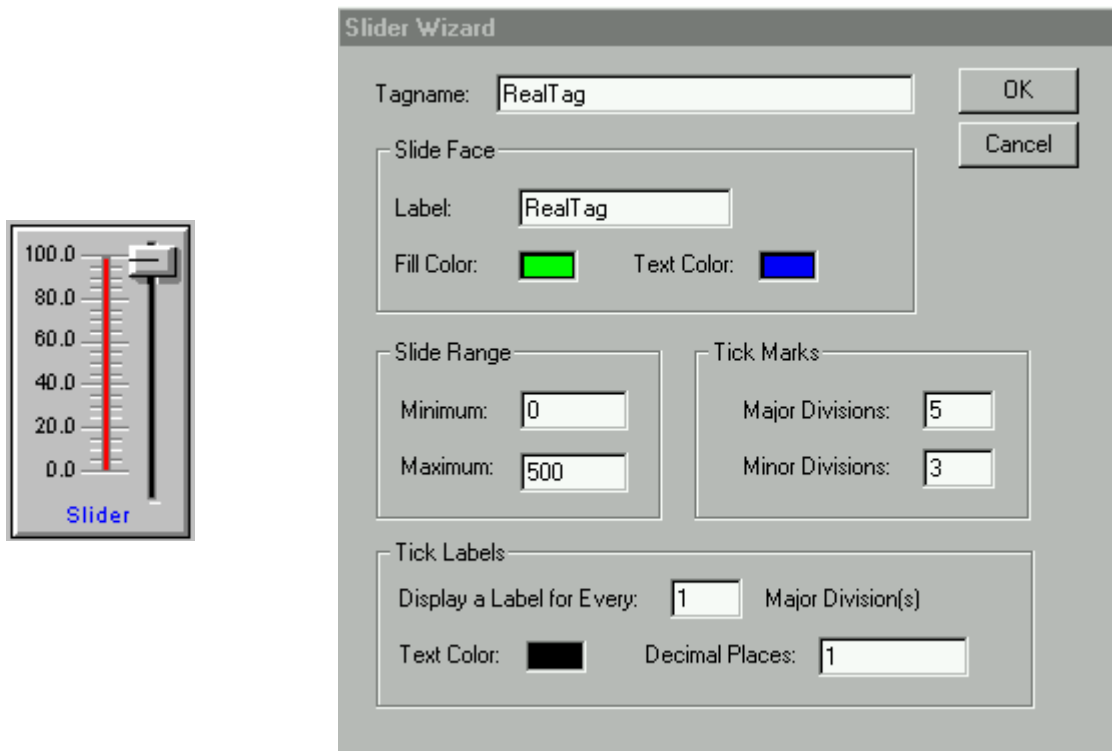 100.0
80.0
60.0
40.0
20.0
0.0
Slider
Slider Wizard
Tagname: RealTag
OK
Cancel
Slide Face
Label: RealTag
Fill Color: Text Color:
Slide Range
Minimum: 0
Maximum: 500
Tick Marks
Major Divisions: 5
Minor Divisions: 3
Tick Labels
Display a Label for Every: 1 Major Division(s)
Text Color: Decimal Places: 1